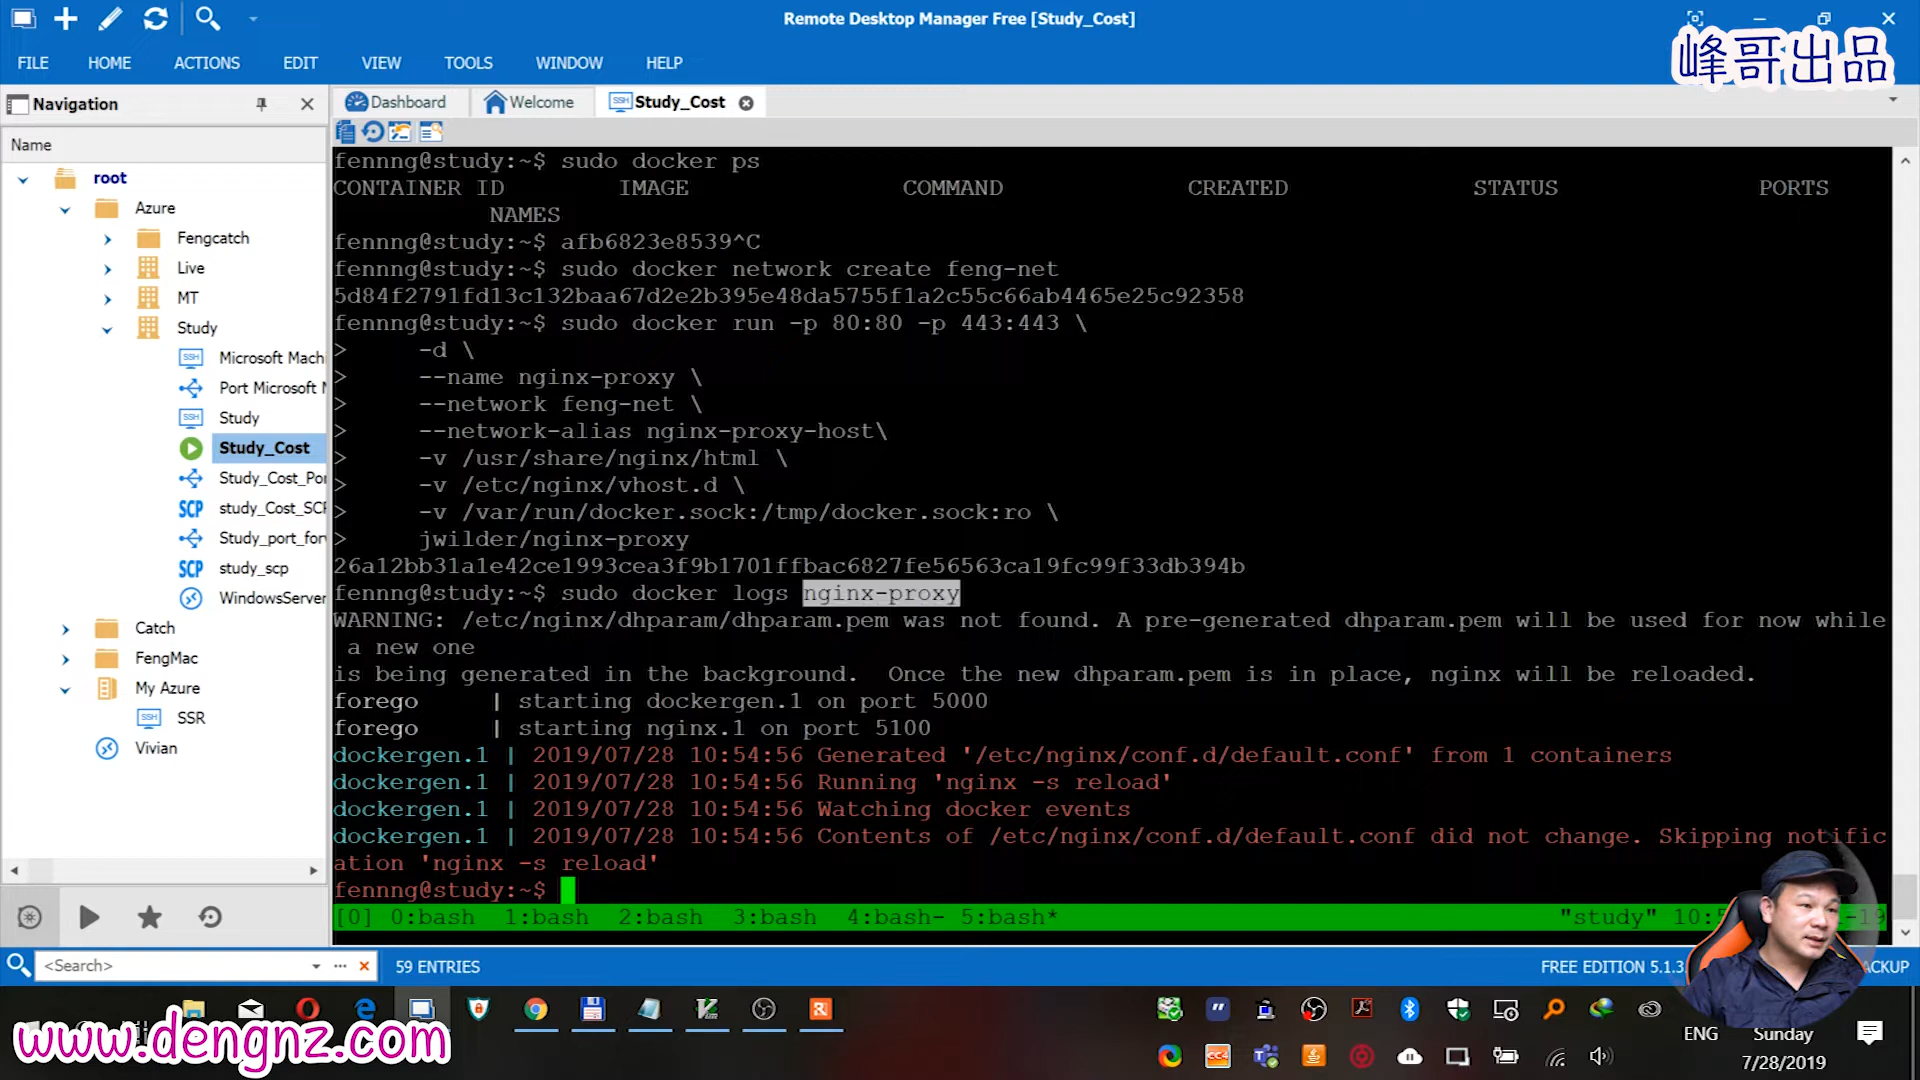 Remote Desktop Manager Free [Study_Cost]
峰哥出品
FILE HOME ACTIONS EDIT VIEW TOOLS WINDOW HELP
Navigation
Dashboard Welcome SSH Study_Cost
Name
root
Azure
Fengcatch
Live
MT
Study
SSH Microsoft Machi
Port Microsoft M
SSH Study
Study_Cost
Study_Cost_Por
SCP study_Cost_SCP
Study_port_forw
SCP study_scp
WindowsServer
Catch
FengMac
My Azure
SSH SSR
Vivian
fennng@study:~$ sudo docker ps
CONTAINER ID IMAGE COMMAND CREATED STATUS PORTS
NAMES
fennng@study:~$ afb6823e8539^C
fennng@study:~$ sudo docker network create feng-net
5d84f2791fd13c132baa67d2e2b395e48da5755f1a2c55c66ab4465e25c92358
fennng@study:~$ sudo docker run -p 80:80 -p 443:443 \
> -d \
> --name nginx-proxy \
> --network feng-net \
> --network-alias nginx-proxy-host\
> -v /usr/share/nginx/html \
> -v /etc/nginx/vhost.d \
> -v /var/run/docker.sock:/tmp/docker.sock:ro \
> jwilder/nginx-proxy
26a12bb31a1e42ce1993cea3f9b1701ffbac6827fe56563ca19fc99f33db394b
fennng@study:~$ sudo docker logs nginx-proxy
WARNING: /etc/nginx/dhparam/dhparam.pem was not found. A pre-generated dhparam.pem will be used for now while
a new one
is being generated in the background.  Once the new dhparam.pem is in place, nginx will be reloaded.
forego | starting dockergen.1 on port 5000
forego | starting nginx.1 on port 5100
dockergen.1 | 2019/07/28 10:54:56 Generated '/etc/nginx/conf.d/default.conf' from 1 containers
dockergen.1 | 2019/07/28 10:54:56 Running 'nginx -s reload'
dockergen.1 | 2019/07/28 10:54:56 Watching docker events
dockergen.1 | 2019/07/28 10:54:56 Contents of /etc/nginx/conf.d/default.conf did not change. Skipping notific
ation 'nginx -s reload'
fennng@study:~$
[0] 0:bash 1:bash 2:bash 3:bash 4:bash- 5:bash* "study" 10:
<Search> 59 ENTRIES FREE EDITION 5.1.3
www.dengnz.com
CC4
ENG Sunday
7/28/2019